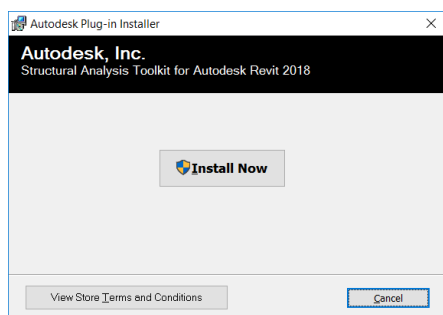 Autodesk Plug-in Installer
Autodesk, Inc.
Structural Analysis Toolkit for Autodesk Revit 2018
Install Now
View Store Terms and Conditions
Cancel